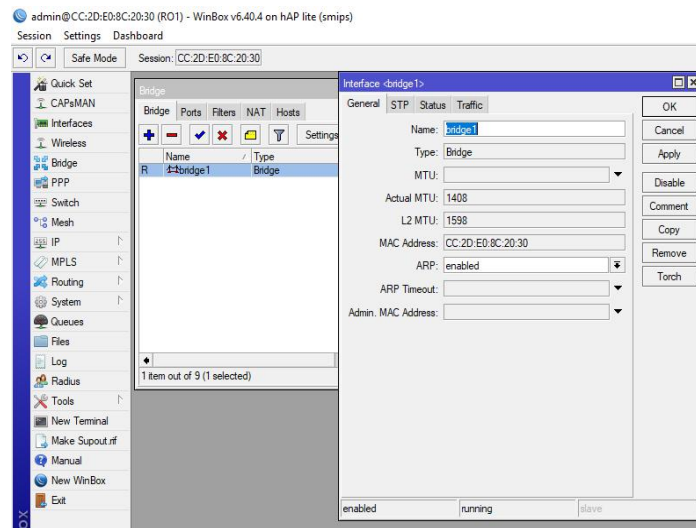 admin@CC:2D:E0:8C:20:30 (RO1) - WinBox v6.40.4 on hAP lite (smips)
Session Settings Dashboard
Safe Mode Session: CC:2D:E0:8C:20:30
Quick Set
CAPsMAN
Interfaces
Wireless
Bridge
PPP
Switch
Mesh
IP
MPLS
Routing
System
Queues
Files
Log
Radius
Tools
New Terminal
Make Supout.rif
Manual
New WinBox
Exit
Bridge
Bridge Ports Filters NAT Hosts
Settings
Name Type
R bridge1 Bridge
1 item out of 9 (1 selected)
Interface <bridge1>
General STP Status Traffic
Name: bridge1
Type: Bridge
MTU:
Actual MTU: 1408
L2 MTU: 1598
MAC Address: CC:2D:E0:8C:20:30
ARP: enabled
ARP Timeout:
Admin. MAC Address:
OK
Cancel
Apply
Disable
Comment
Copy
Remove
Torch
enabled running slave